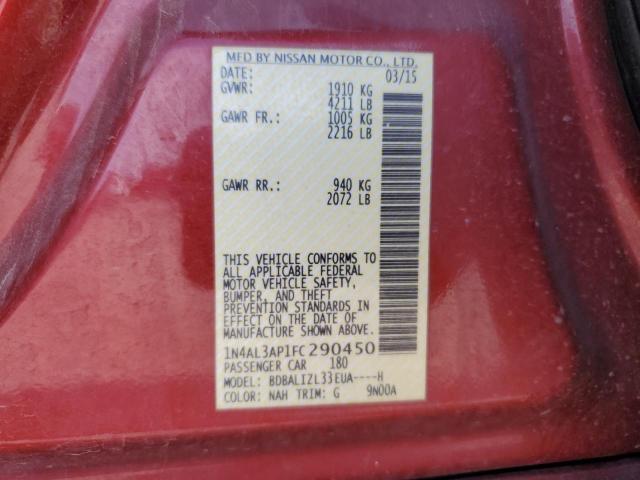 MFD BY NISSAN MOTOR CO., LTD.
DATE: 03/15
GVWR: 1910 KG
4211 LB
GAWR FR.: 1005 KG
2216 LB
GAWR RR.: 940 KG
2072 LB
THIS VEHICLE CONFORMS TO
ALL APPLICABLE FEDERAL
MOTOR VEHICLE SAFETY,
BUMPER, AND THEFT
PREVENTION STANDARDS IN
EFFECT ON THE DATE OF
MANUFACTURE SHOWN ABOVE.
1N4AL3AP1FC290450
PASSENGER CAR 180
MODEL: BDBALIZL33EUA----H
COLOR: NAH TRIM: G 9N00A